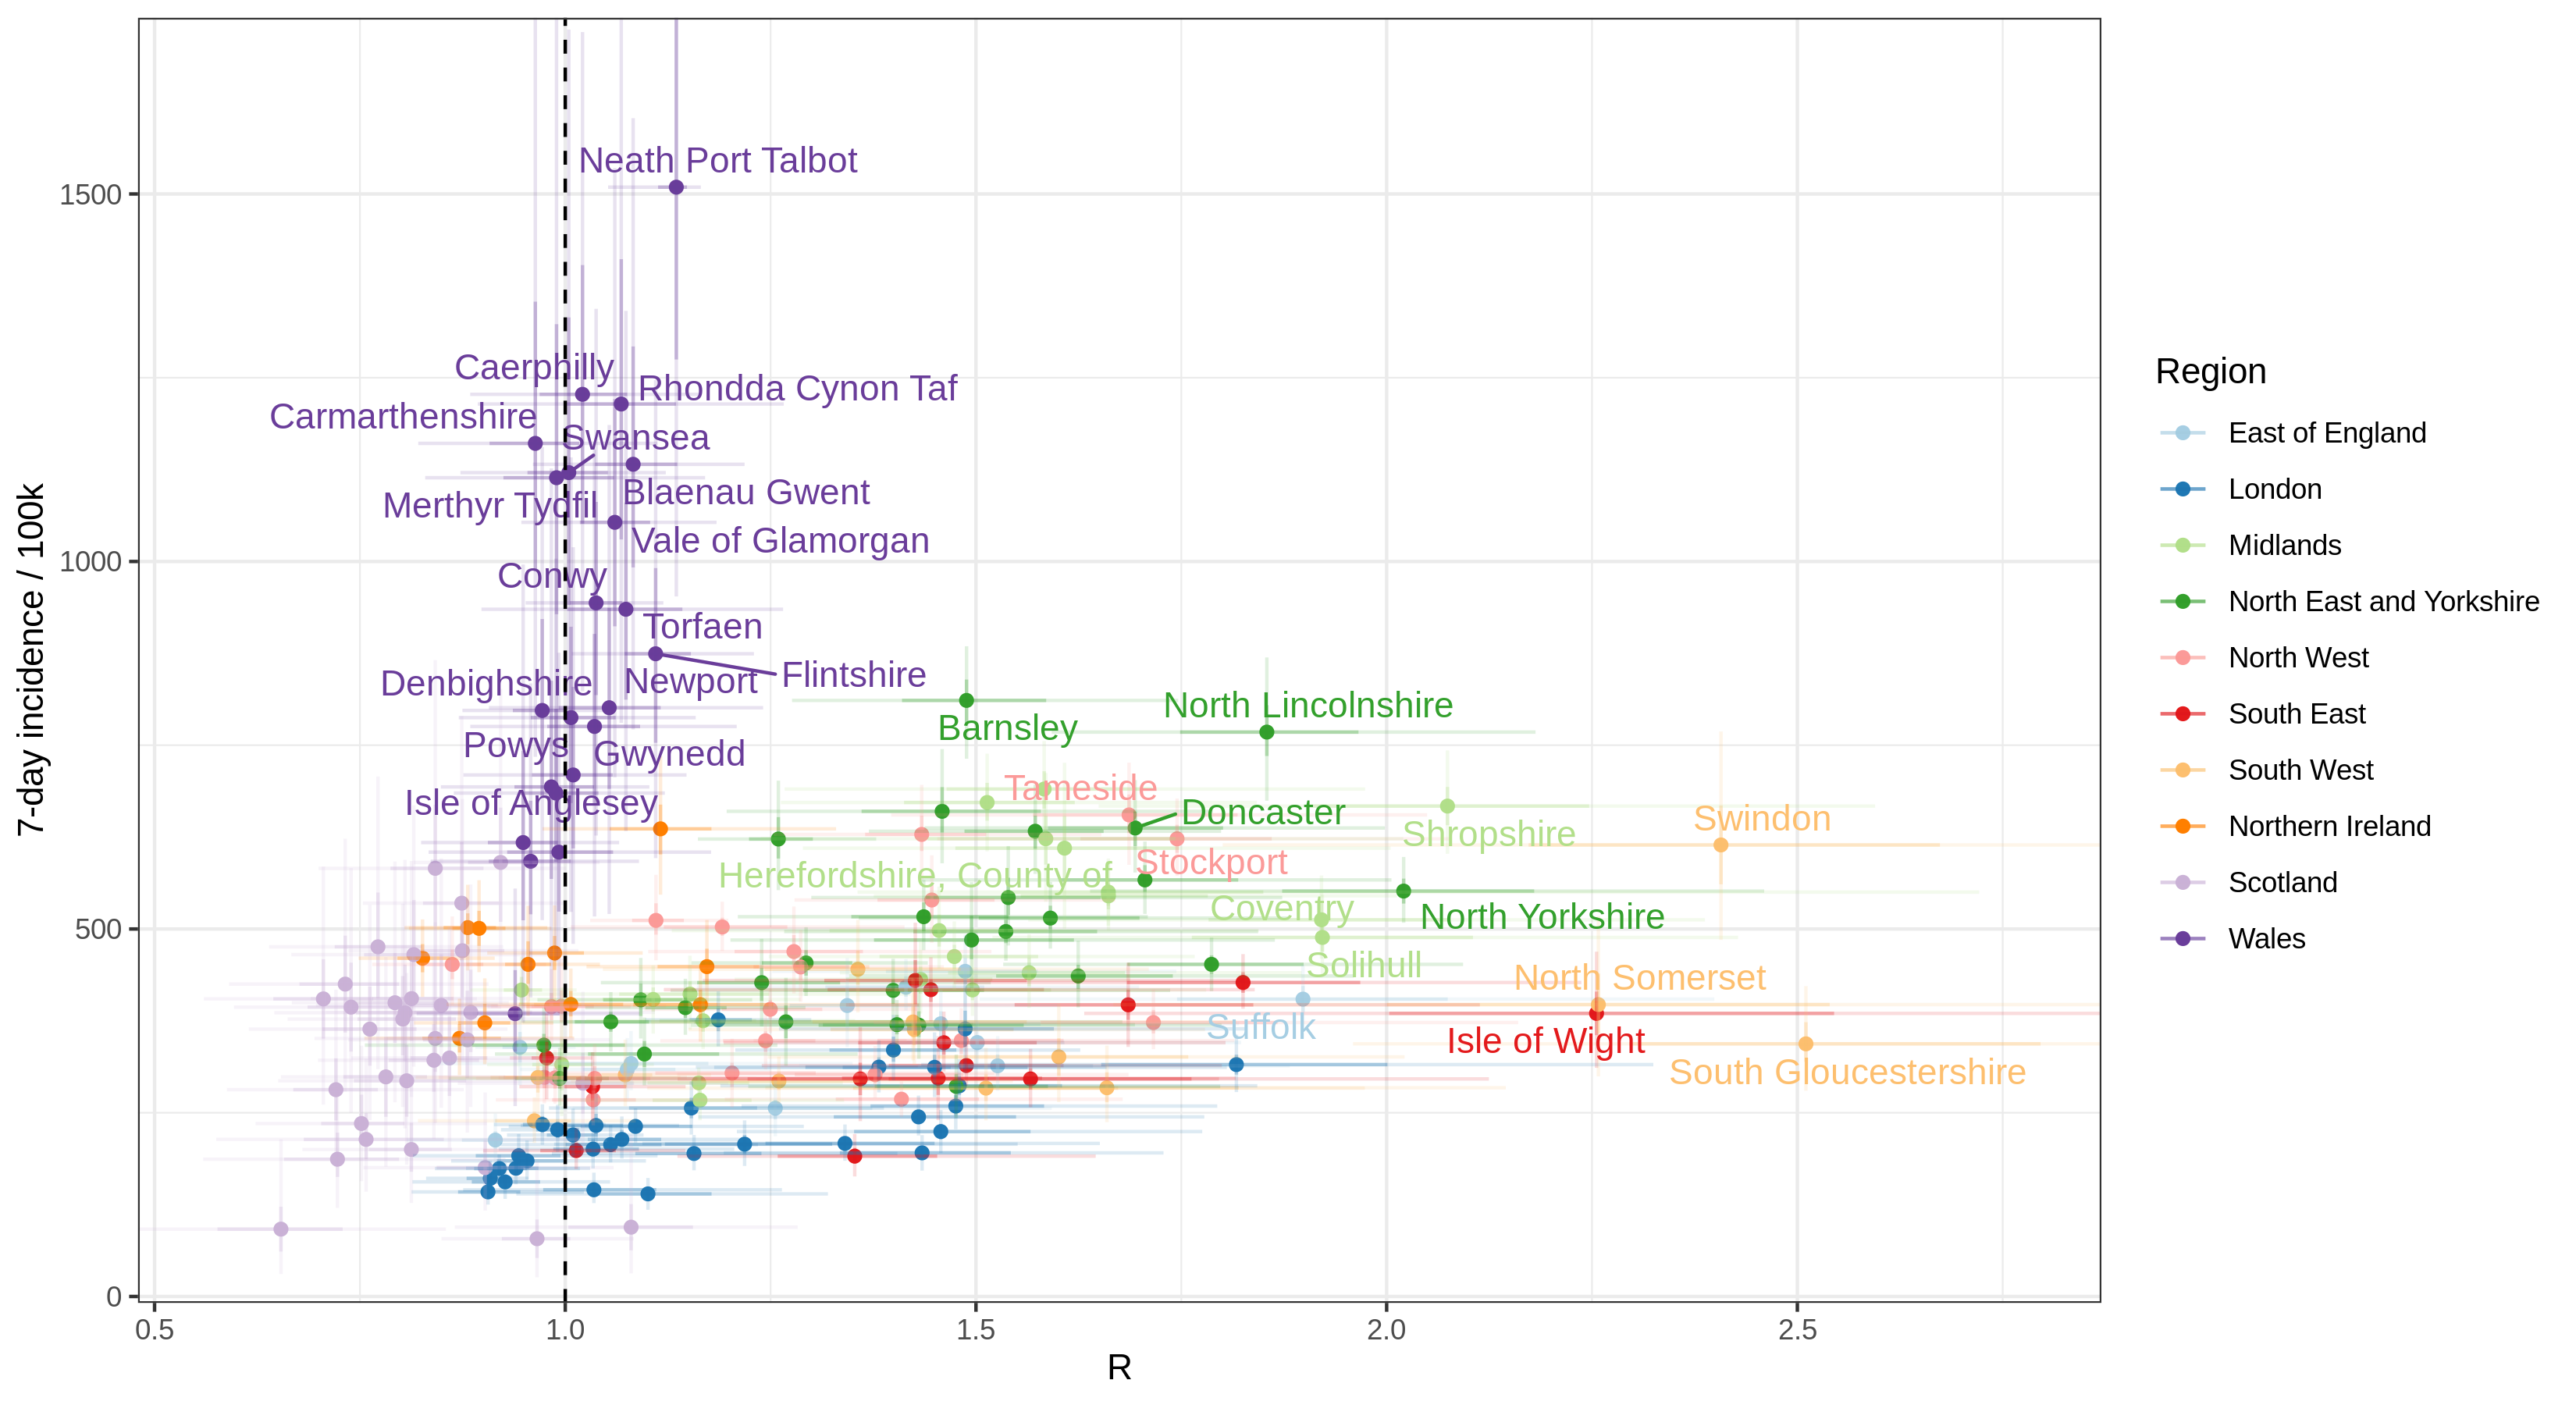 Neath Port Talbot
1500
Caerphilly
Rhondda Cynon Taf
Carmarthenshire
Swansea
Merthyr Tydfil
Blaenau Gwent
Vale of Glamorgan
1000
Conwy
Torfaen
Flintshire
Denbighshire
Newport
North Lincolnshire
Barnsley
Powys
Gwynedd
Tameside
Isle of Anglesey
Doncaster
Swindon
Shropshire
Stockport
Herefordshire, County of
Coventry
North Yorkshire
500
Solihull
North Somerset
Suffolk
Isle of Wight
South Gloucestershire
0
0.5
1.0
1.5
2.0
2.5
R
7-day incidence / 100k
Region
East of England
London
Midlands
North East and Yorkshire
North West
South East
South West
Northern Ireland
Scotland
Wales